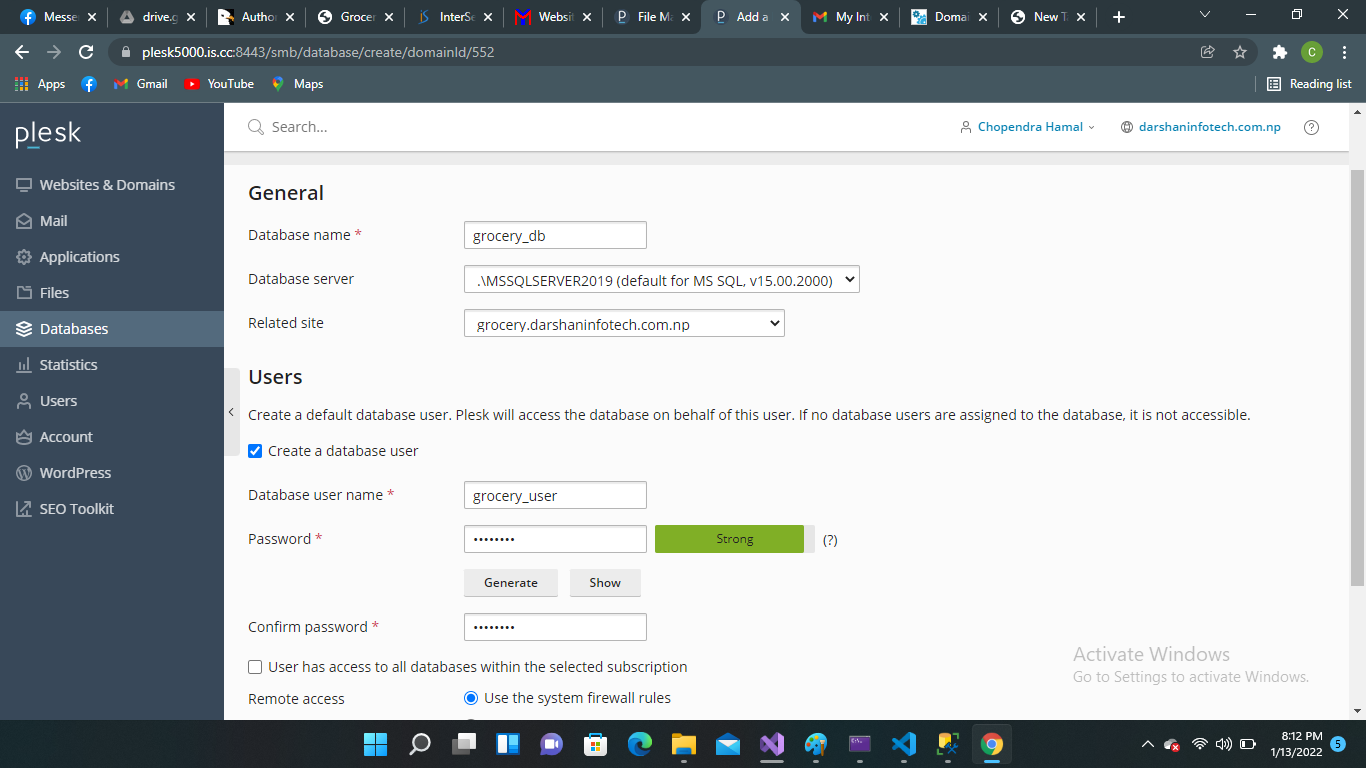 Messen
drive.g
Author
Grocer
InterSe
Websit
File Ma
Add a
My Int
Domai
New Ta
plesk5000.is.cc:8443/smb/database/create/domainId/552
C
Apps
Gmail
YouTube
Maps
Reading list
plesk
Search...
Chopendra Hamal
darshaninfotech.com.np
Websites & Domains
Mail
Applications
Files
Databases
Statistics
Users
Account
WordPress
SEO Toolkit
General
Database name *
grocery_db
Database server
.\MSSQLSERVER2019 (default for MS SQL, v15.00.2000)
Related site
grocery.darshaninfotech.com.np
Users
Create a default database user. Plesk will access the database on behalf of this user. If no database users are assigned to the database, it is not accessible.
Create a database user
Database user name *
grocery_user
Password *
••••••••
Strong
(?)
Generate
Show
Confirm password *
••••••••
User has access to all databases within the selected subscription
Remote access
Use the system firewall rules
Activate Windows
Go to Settings to activate Windows.
8:12 PM
1/13/2022
5